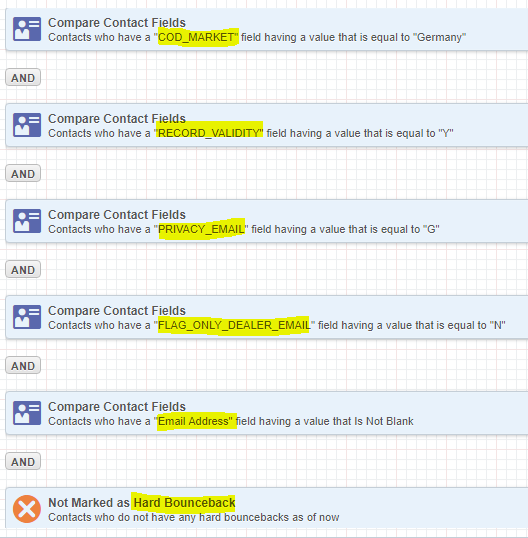 Compare Contact Fields
Contacts who have a "COD_MARKET" field having a value that is equal to "Germany"
AND
Compare Contact Fields
Contacts who have a "RECORD_VALIDITY" field having a value that is equal to "Y"
AND
Compare Contact Fields
Contacts who have a "PRIVACY_EMAIL" field having a value that is equal to "G"
AND
Compare Contact Fields
Contacts who have a "FLAG_ONLY_DEALER_EMAIL" field having a value that is equal to "N"
AND
Compare Contact Fields
Contacts who have a "Email Address" field having a value that Is Not Blank
AND
Not Marked as Hard Bounceback
Contacts who do not have any hard bouncebacks as of now